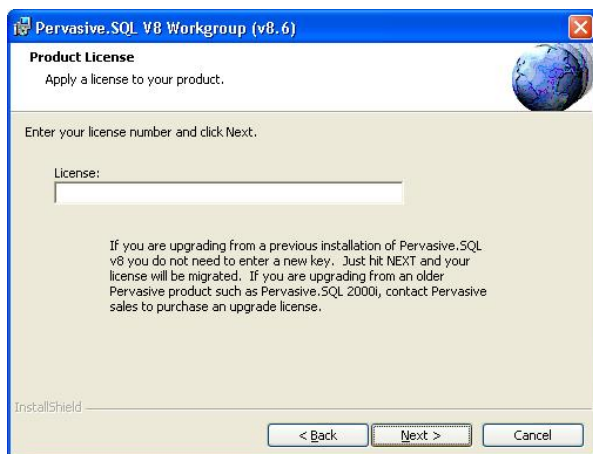 Pervasive.SQL V8 Workgroup (v8.6)
Product License
Apply a license to your product.
Enter your license number and click Next.
License:
If you are upgrading from a previous installation of Pervasive.SQL
v8 you do not need to enter a new key.  Just hit NEXT and your
license will be migrated.  If you are upgrading from an older
Pervasive product such as Pervasive.SQL 2000i, contact Pervasive
sales to purchase an upgrade license.
InstallShield
< Back
Next >
Cancel